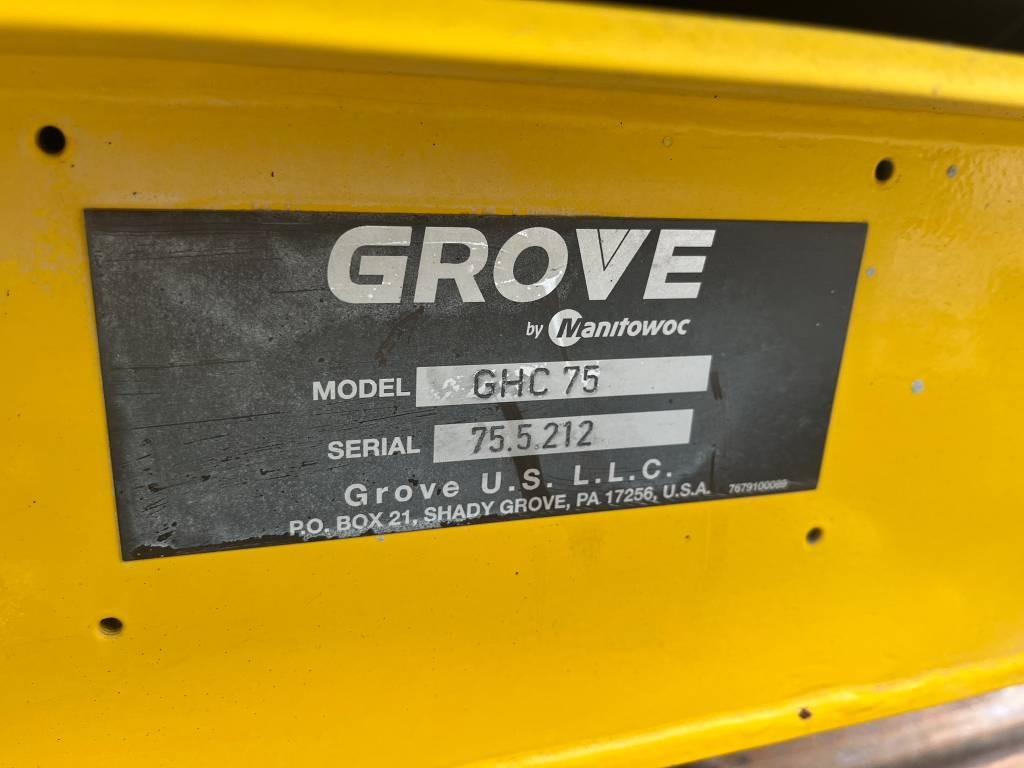 GROVE
by Manitowoc
MODEL GHC 75
SERIAL 75.5.212
Grove U.S. L.L.C.
P.O. BOX 21, SHADY GROVE, PA 17256, U.S.A. 7679100089